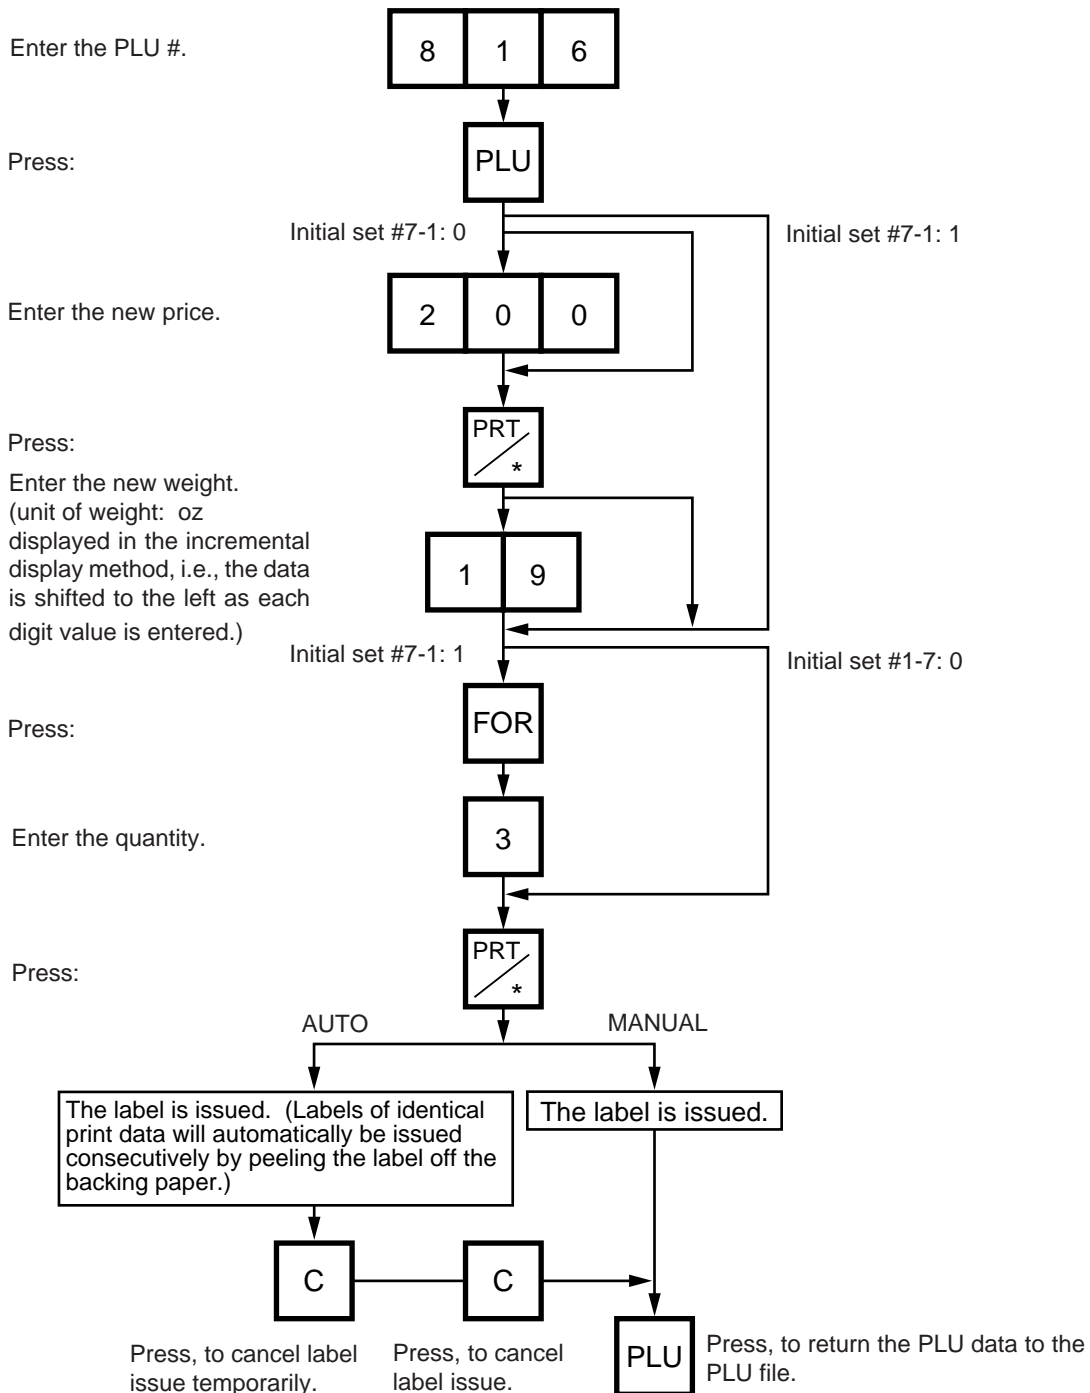 Enter the PLU #.
8 1 6
Press:
PLU
Initial set #7-1: 0
Initial set #7-1: 1
Enter the new price.
2 0 0
Press:
PRT
*
Enter the new weight.
(unit of weight: oz
displayed in the incremental
display method, i.e., the data
is shifted to the left as each
digit value is entered.)
1 9
Initial set #7-1: 1
Initial set #1-7: 0
Press:
FOR
Enter the quantity.
3
Press:
PRT
*
AUTO
MANUAL
The label is issued. (Labels of identical
print data will automatically be issued
consecutively by peeling the label off the
backing paper.)
The label is issued.
C
C
Press, to cancel label
issue temporarily.
Press, to cancel
label issue.
PLU
Press, to return the PLU data to the
PLU file.